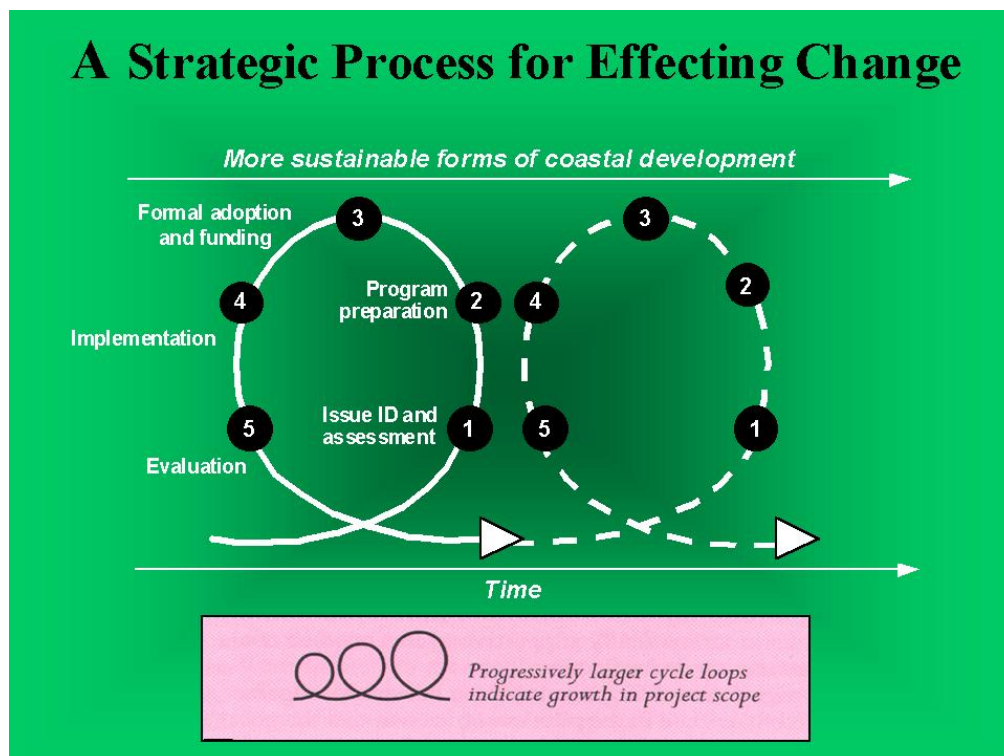 A Strategic Process for Effecting Change
More sustainable forms of coastal development
Formal adoption
and funding
3
4
Implementation
Program
preparation
2
5
Evaluation
Issue ID and
assessment
1
3
4
2
5
1
Time
Progressively larger cycle loops
indicate growth in project scope